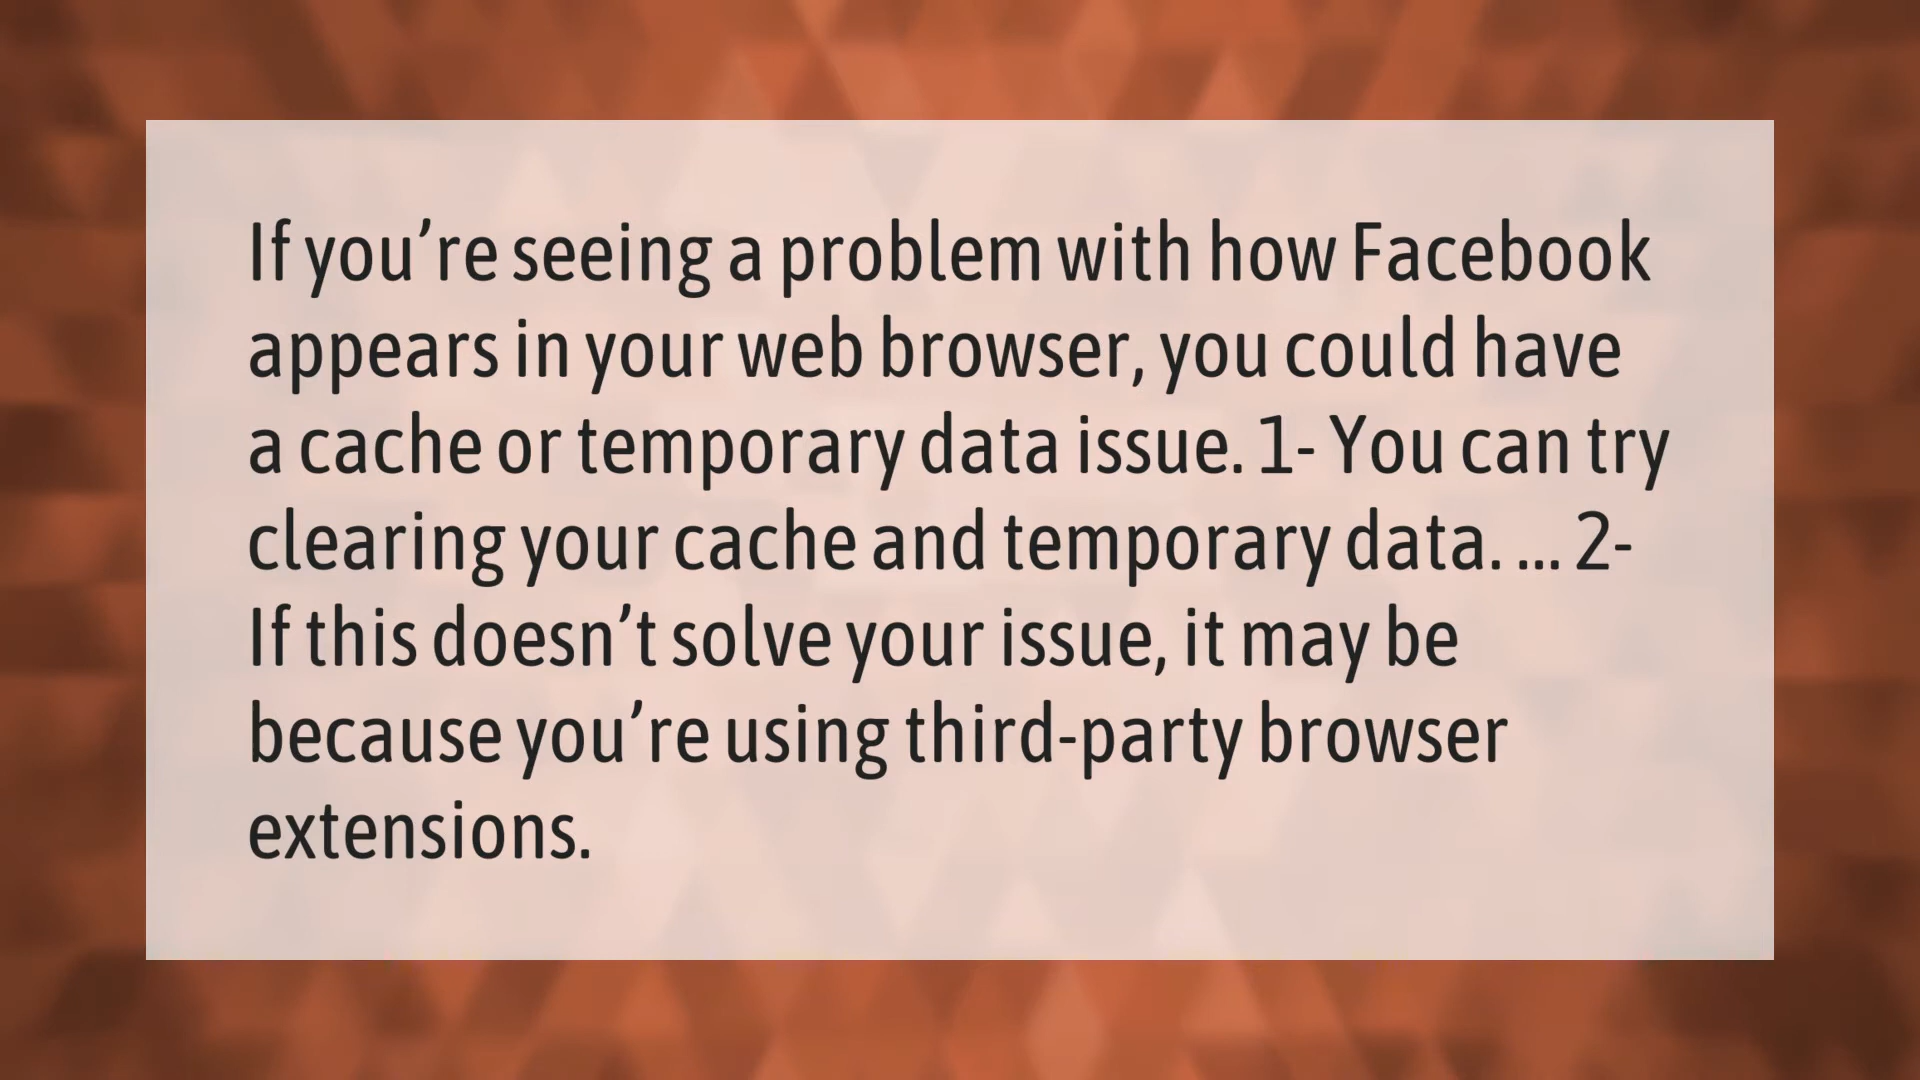 If you’re seeing a problem with how Facebook
appears in your web browser, you could have
a cache or temporary data issue. 1- You can try
clearing your cache and temporary data. ... 2-
If this doesn’t solve your issue, it may be
because you’re using third-party browser
extensions.